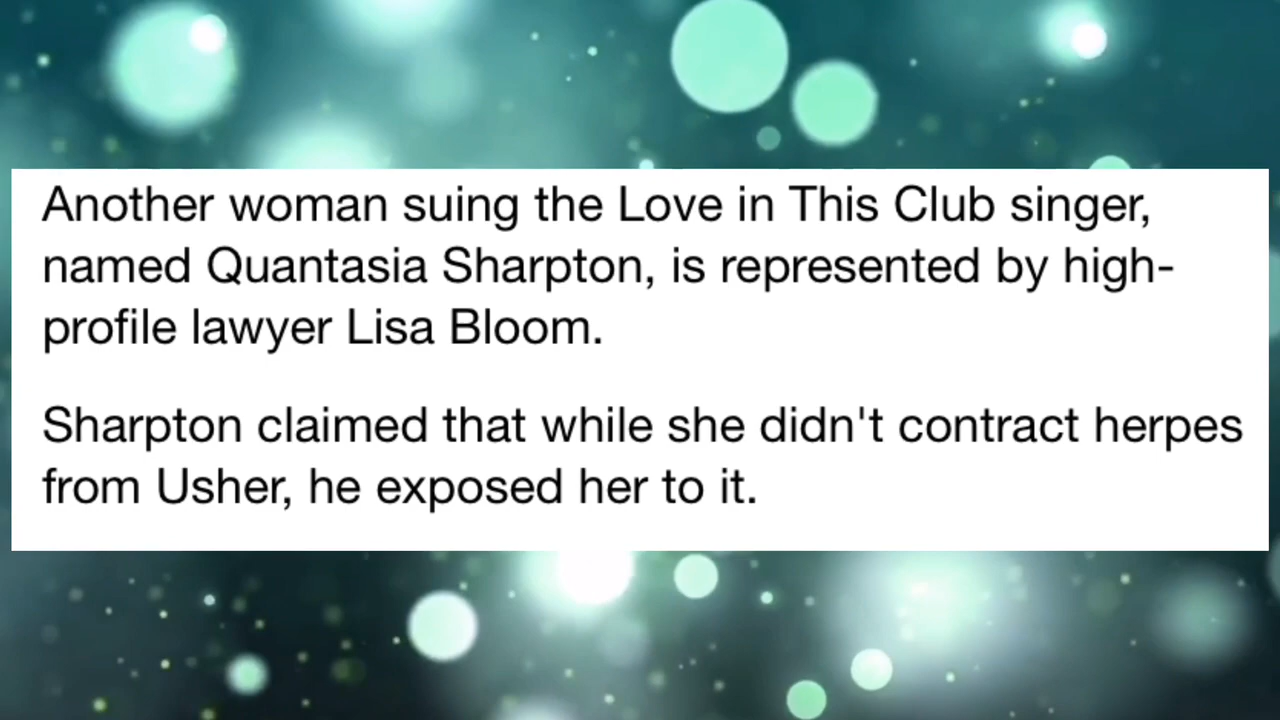 Another woman suing the Love in This Club singer,
named Quantasia Sharpton, is represented by high-
profile lawyer Lisa Bloom.
Sharpton claimed that while she didn't contract herpes
from Usher, he exposed her to it.